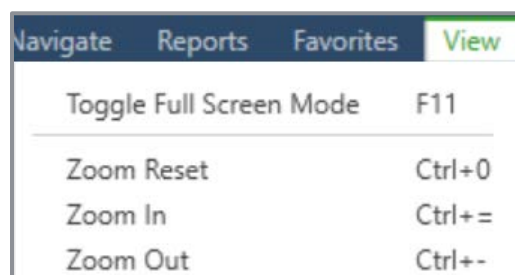 Navigate Reports Favorites View
Toggle Full Screen Mode F11
Zoom Reset Ctrl+0
Zoom In Ctrl+=
Zoom Out Ctrl+-